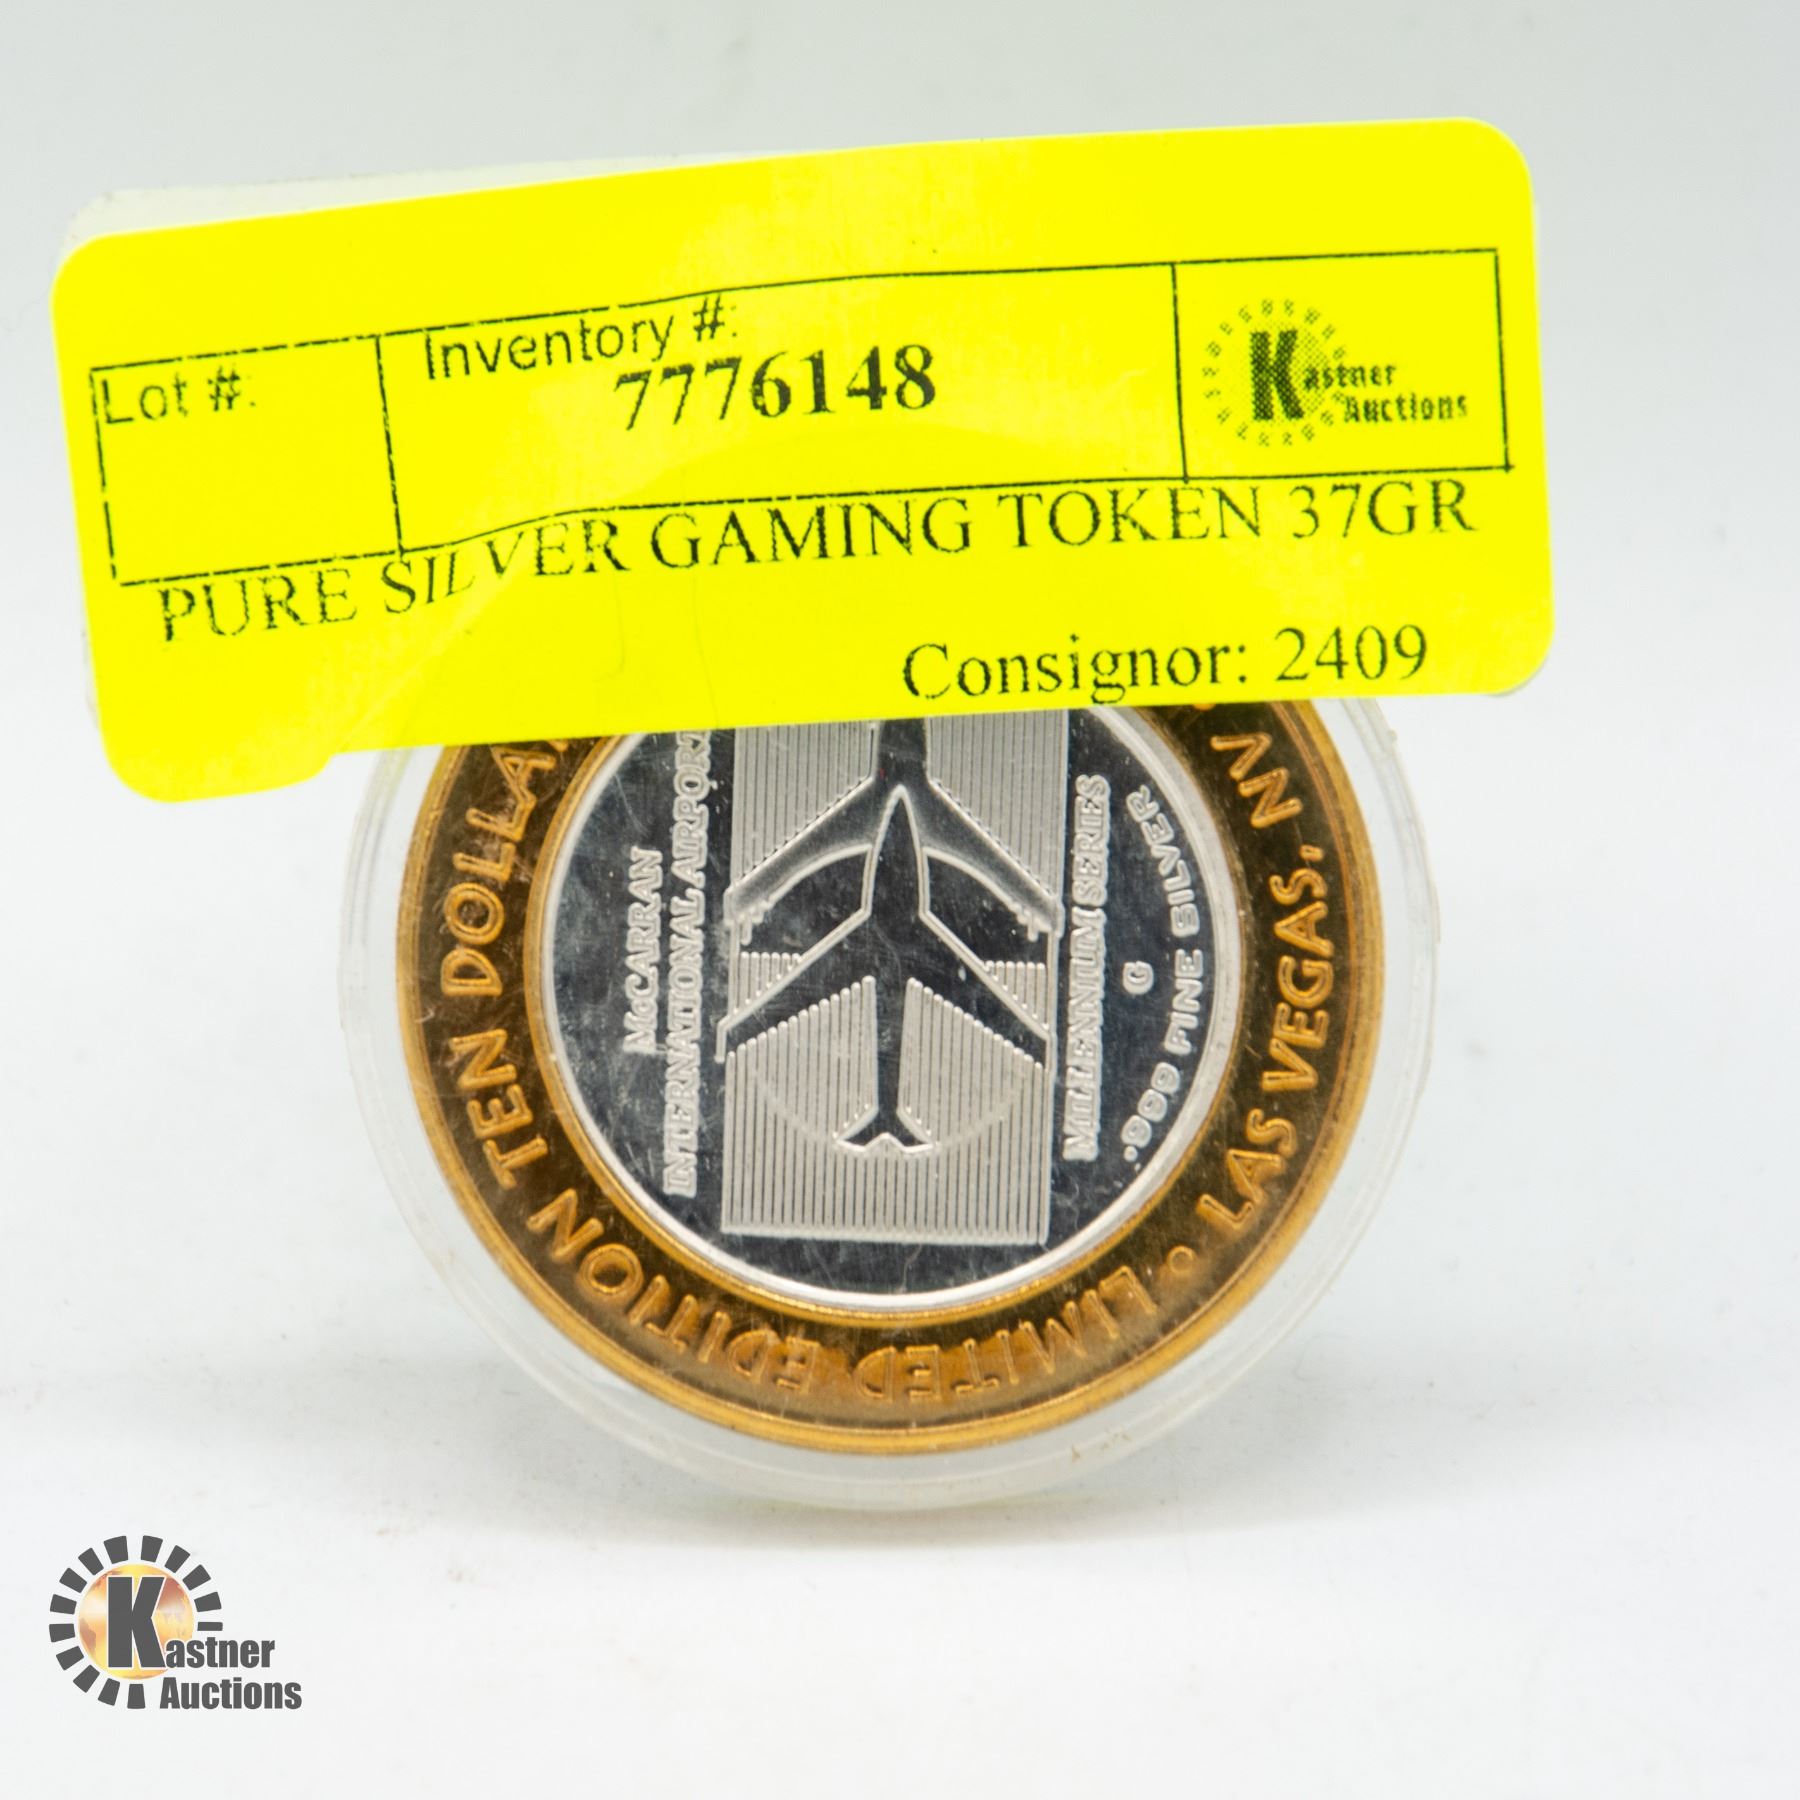 Lot #:
Inventory #:
7776148
Kastner
Auctions
PURE SILVER GAMING TOKEN 37GR
Consignor: 2409
LIMITED EDITION TEN DOLLA
• LAS VEGAS, NV •
McCARRAN
INTERNATIONAL AIRPORT
MILLENNIUM SERIES
G
.999 FINE SILVER
Kastner
Auctions